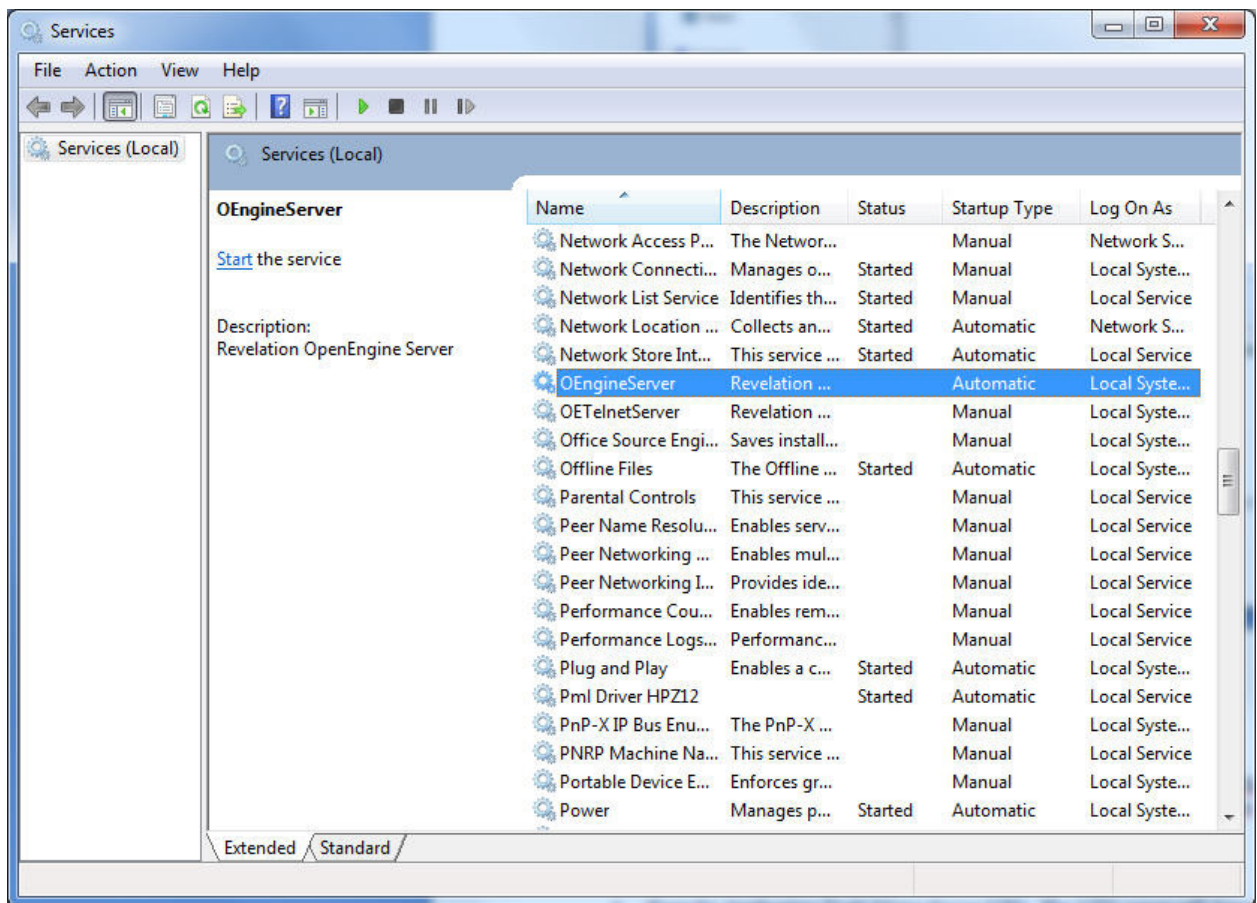 Services
File Action View Help
Services (Local)
Services (Local)
OEngineServer
Start the service
Description:
Revelation OpenEngine Server
Name Description Status Startup Type Log On As
Network Access P... The Networ... Manual Network S...
Network Connecti... Manages o... Started Manual Local Syste...
Network List Service Identifies th... Started Manual Local Service
Network Location ... Collects an... Started Automatic Network S...
Network Store Int... This service ... Started Automatic Local Service
OEngineServer Revelation ... Automatic Local Syste...
OETelnetServer Revelation ... Manual Local Syste...
Office Source Engi... Saves install... Manual Local Syste...
Offline Files The Offline ... Started Automatic Local Syste...
Parental Controls This service ... Manual Local Service
Peer Name Resolu... Enables serv... Manual Local Service
Peer Networking ... Enables mul... Manual Local Service
Peer Networking I... Provides ide... Manual Local Service
Performance Cou... Enables rem... Manual Local Service
Performance Logs... Performanc... Manual Local Service
Plug and Play Enables a c... Started Automatic Local Syste...
Pml Driver HPZ12 Started Automatic Local Service
PnP-X IP Bus Enu... The PnP-X ... Manual Local Syste...
PNRP Machine Na... This service ... Manual Local Service
Portable Device E... Enforces gr... Manual Local Syste...
Power Manages p... Started Automatic Local Syste...
Extended Standard